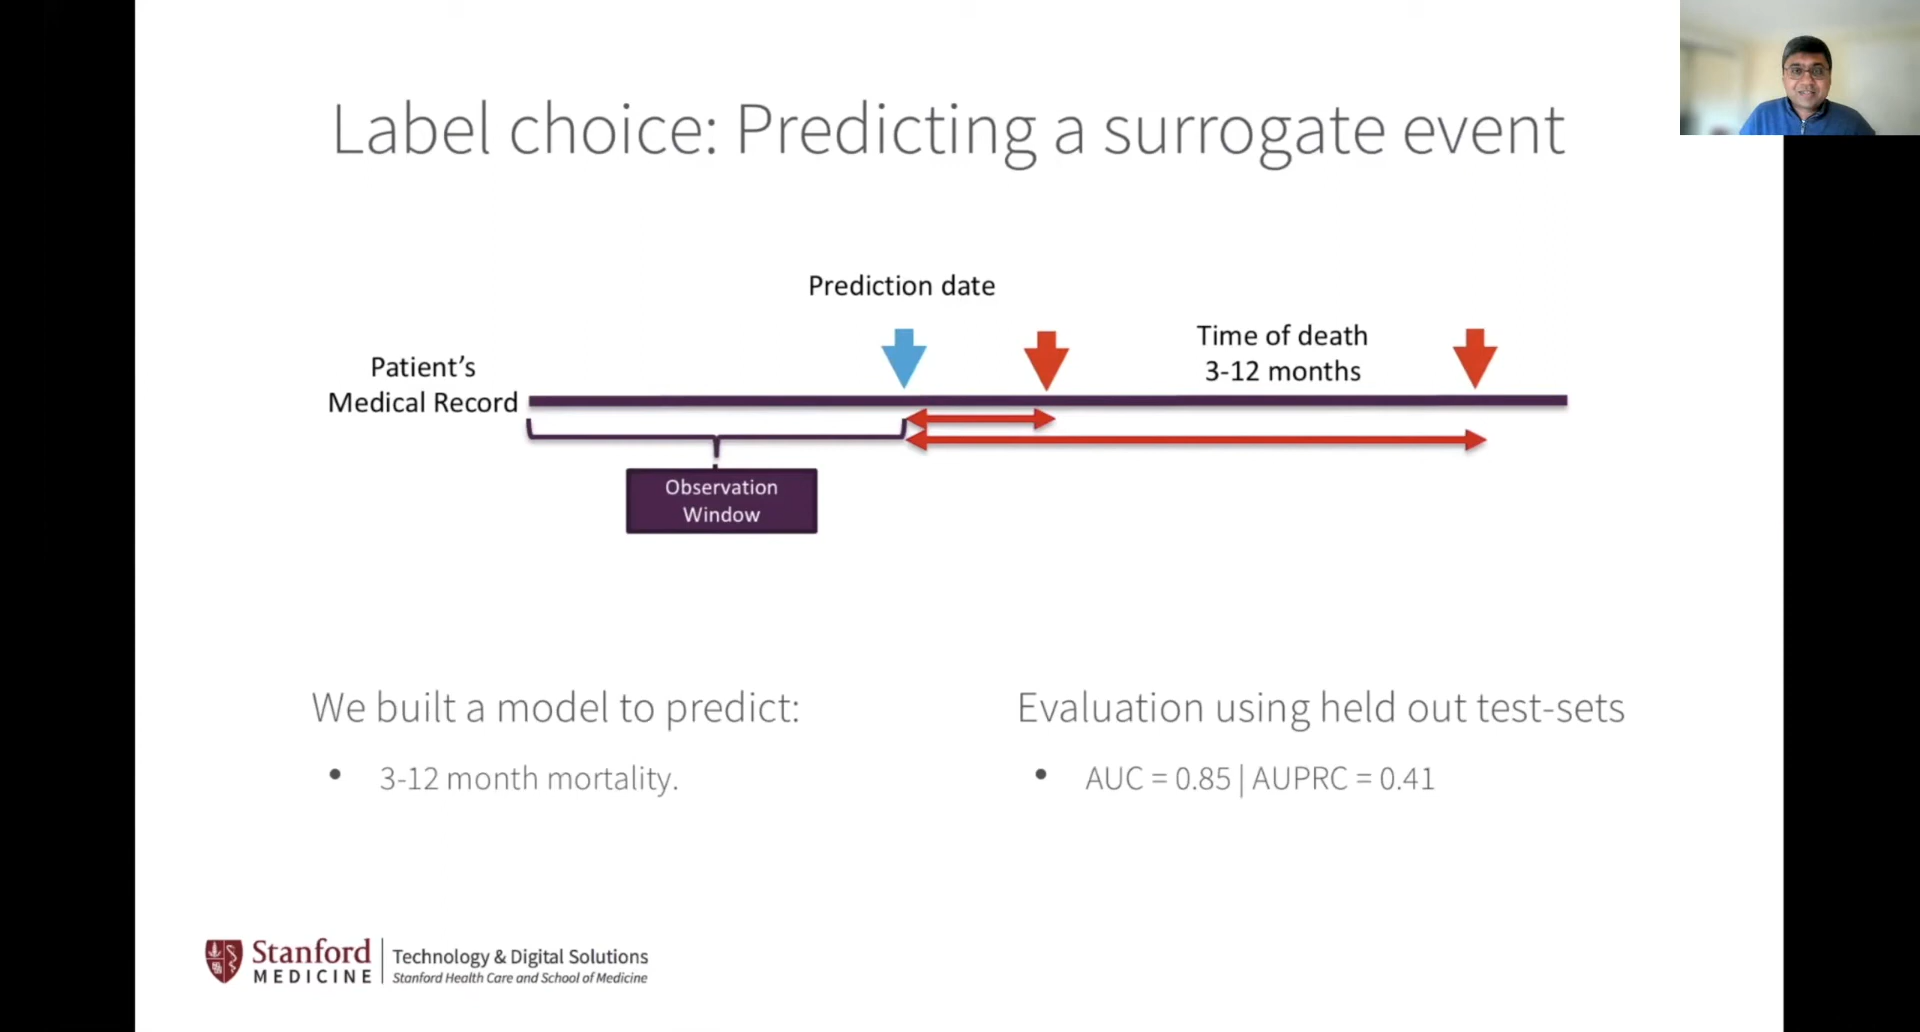 Label choice: Predicting a surrogate event
Prediction date
Time of death
3-12 months
Patient’s
Medical Record
Observation
Window
We built a model to predict:
• 3-12 month mortality.
Evaluation using held out test-sets
• AUC = 0.85 | AUPRC = 0.41
Stanford
MEDICINE
Technology & Digital Solutions
Stanford Health Care and School of Medicine